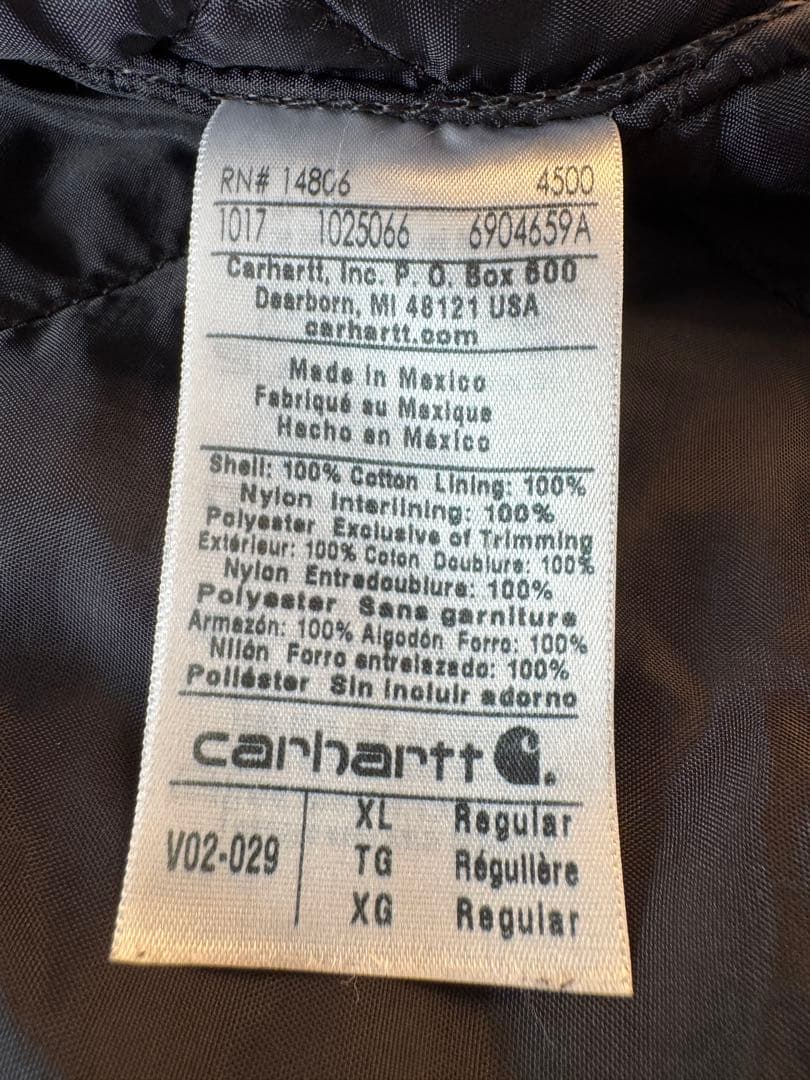 RN# 14806 4500
1017 1025066 6904659A
Carhartt, Inc. P. O. Box 600
Dearborn, MI 48121 USA
carhartt.com
Made in Mexico
Fabriqué au Mexique
Hecho en México
Shell: 100% Cotton Lining: 100%
Nylon Interlining: 100%
Polyester Exclusive of Trimming
Extérieur: 100% Coton Doublure: 100%
Nylon Entredoublure: 100%
Polyester Sans garniture
Armazón: 100% Algodón Forro: 100%
Nilón Forro entrelazado: 100%
Poliéster Sin incluir adorno
carhartt
V02-029 XL Regular
TG Régulière
XG Regular